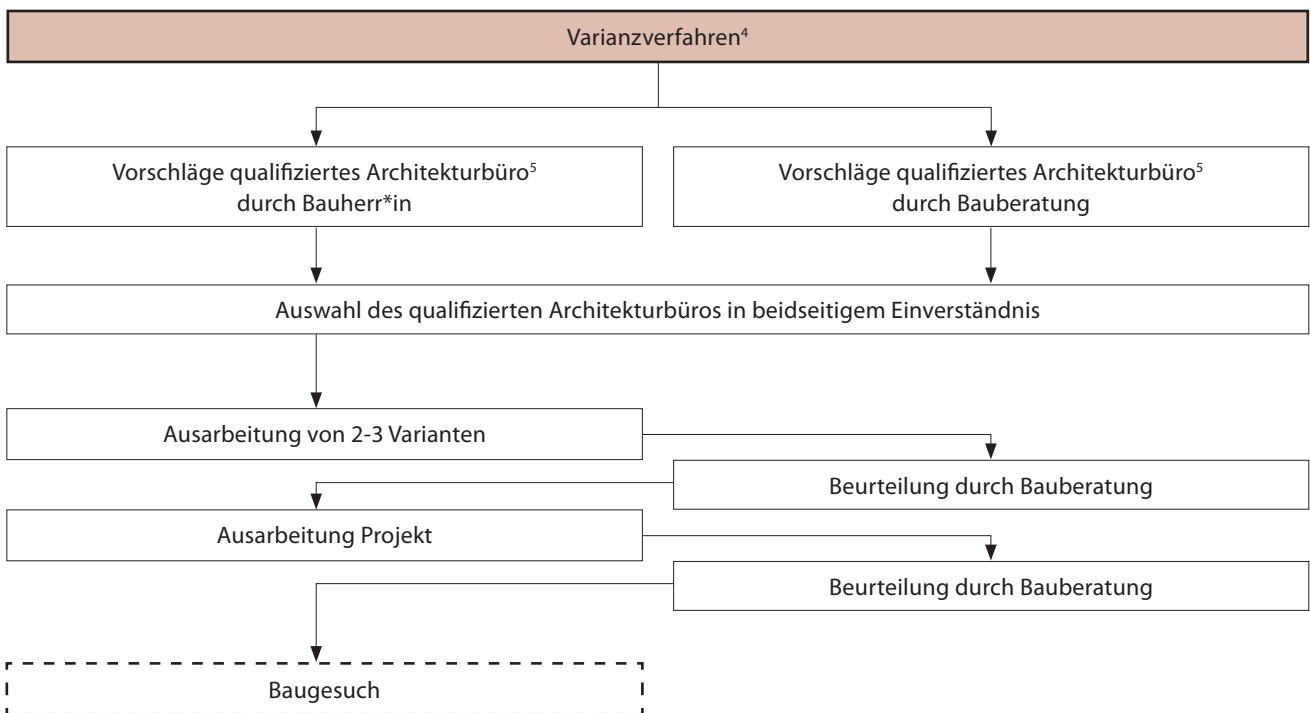 Varianzverfahren⁴
Vorschläge qualifiziertes Architekturbüro⁵
durch Bauherr*in
Vorschläge qualifiziertes Architekturbüro⁵
durch Bauberatung
Auswahl des qualifizierten Architekturbüros in beidseitigem Einverständnis
Ausarbeitung von 2-3 Varianten
Beurteilung durch Bauberatung
Ausarbeitung Projekt
Beurteilung durch Bauberatung
Baugesuch